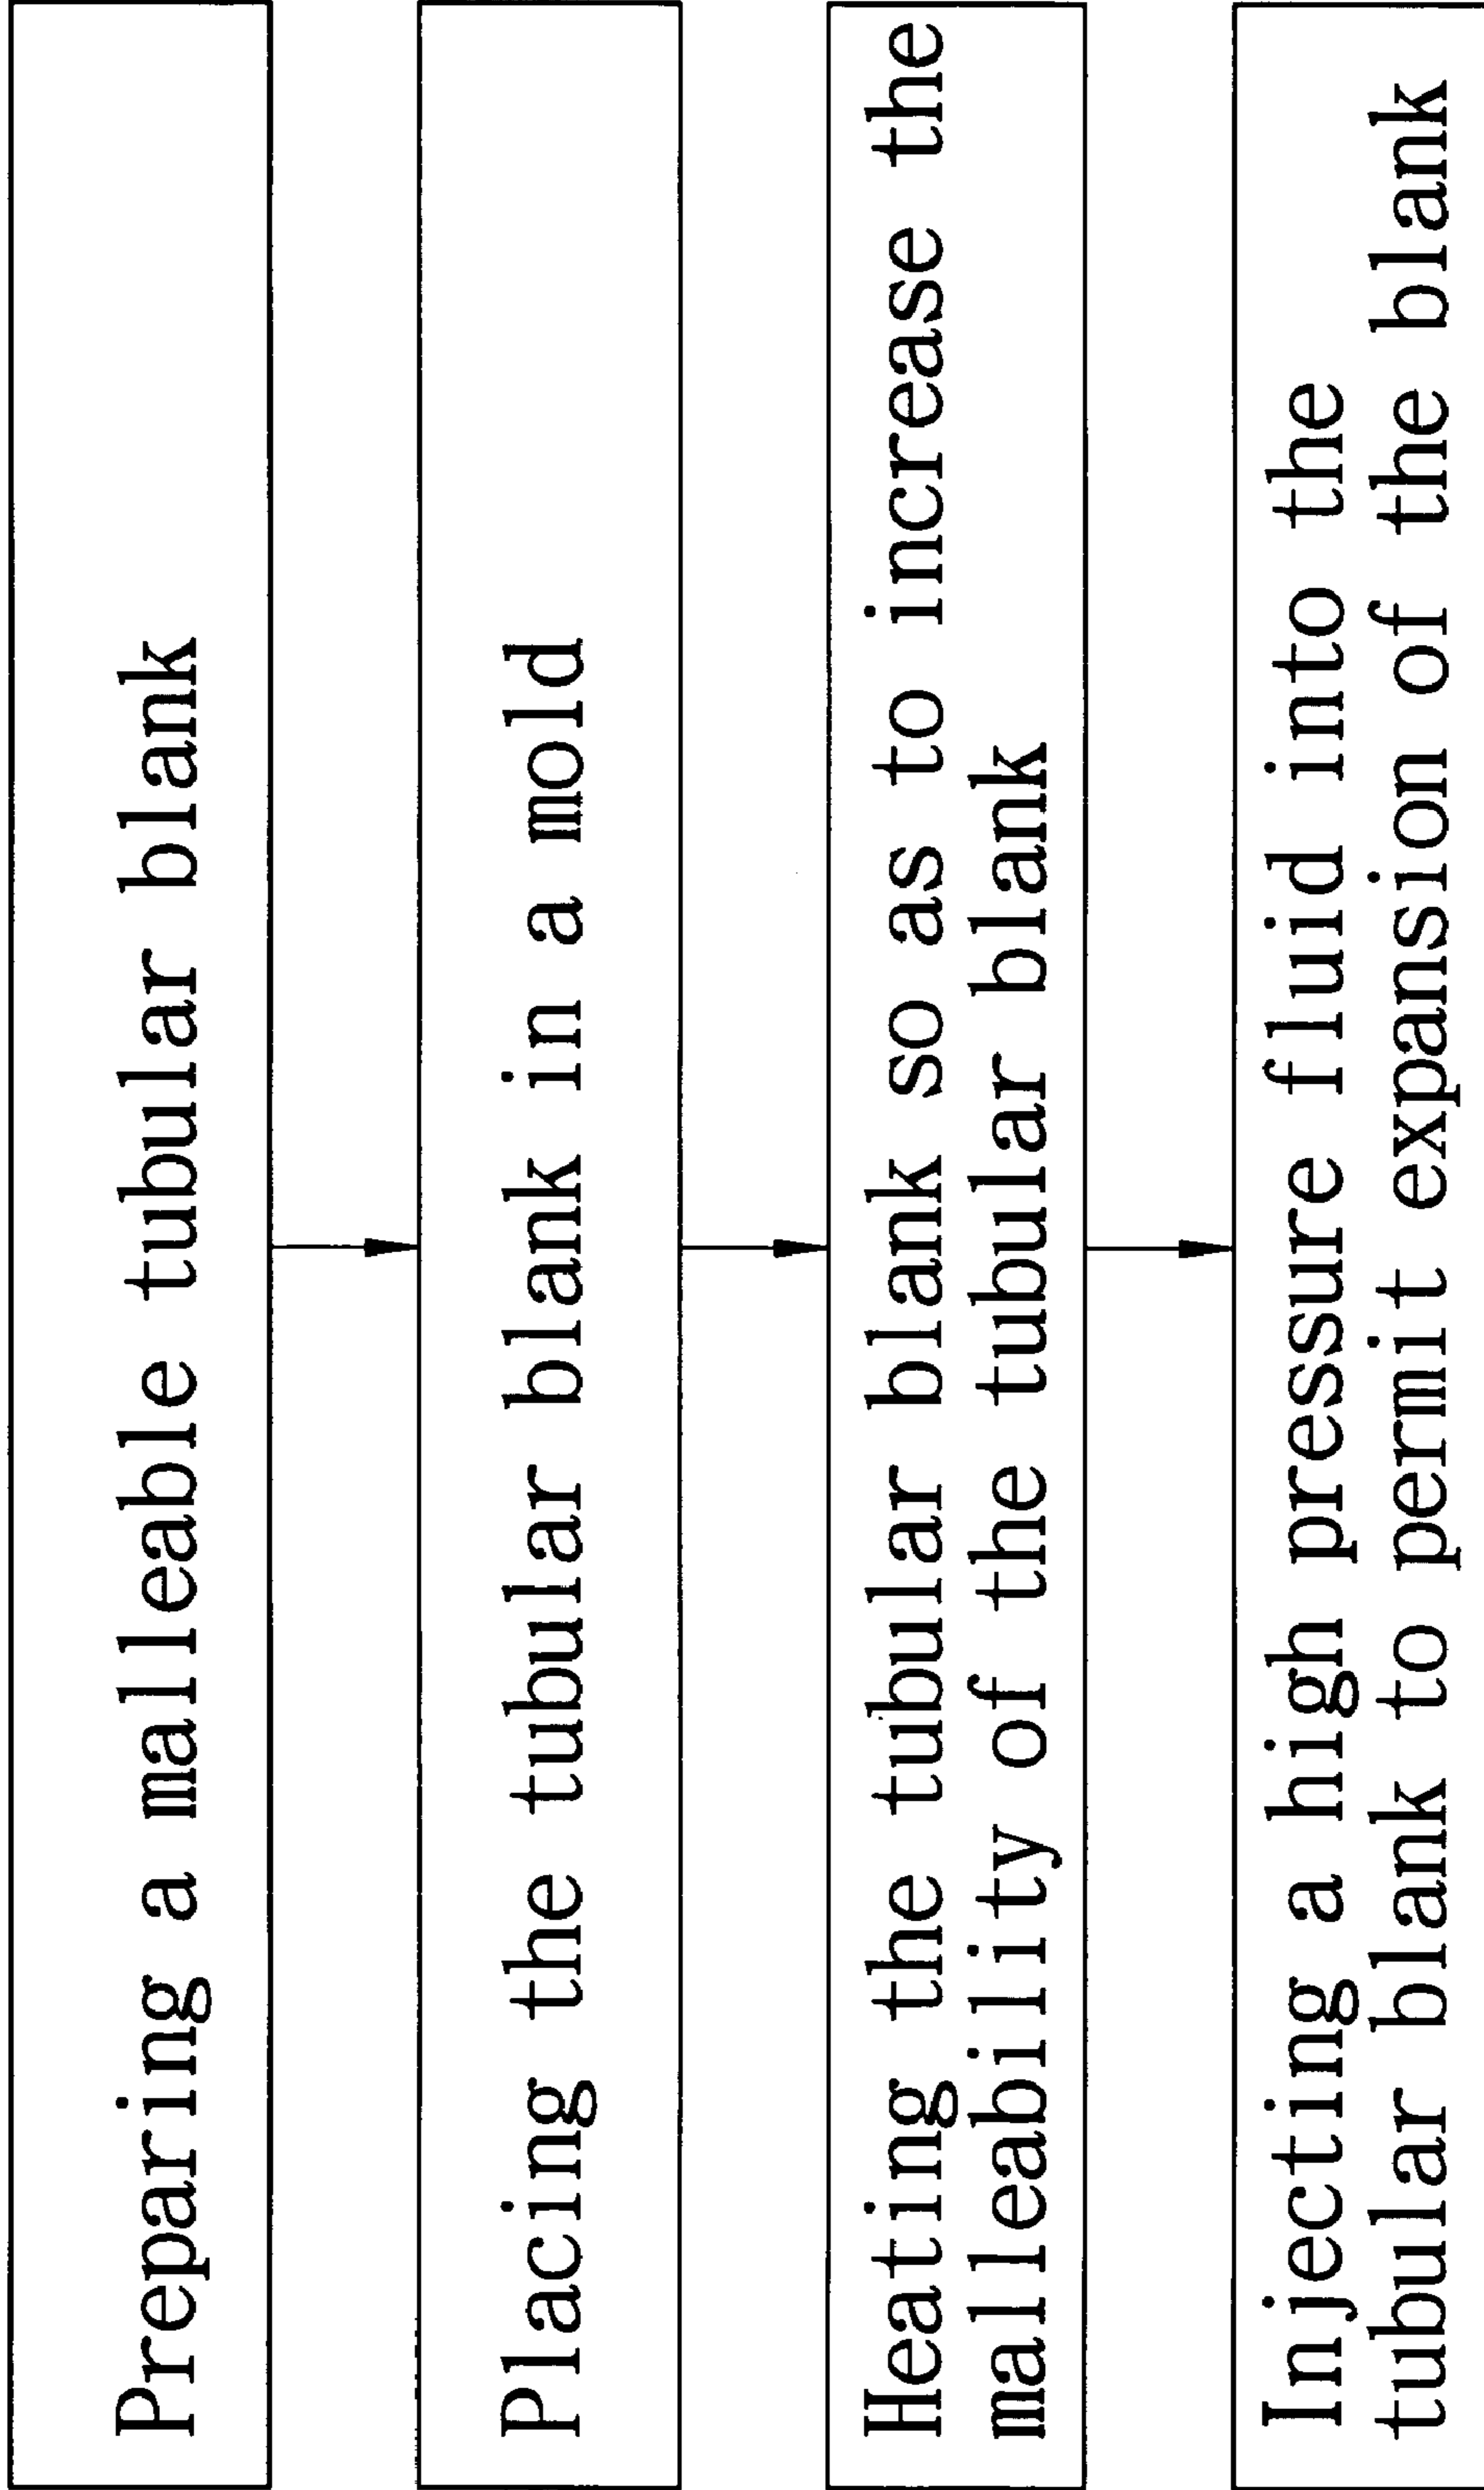 Preparing a malleable tubular blank
Placing the tubular blank in a mold
Heating the tubular blank so as to increase the
malleability of the tubular blank
Injecting a high pressure fluid into the
tubular blank to permit expansion of the blank